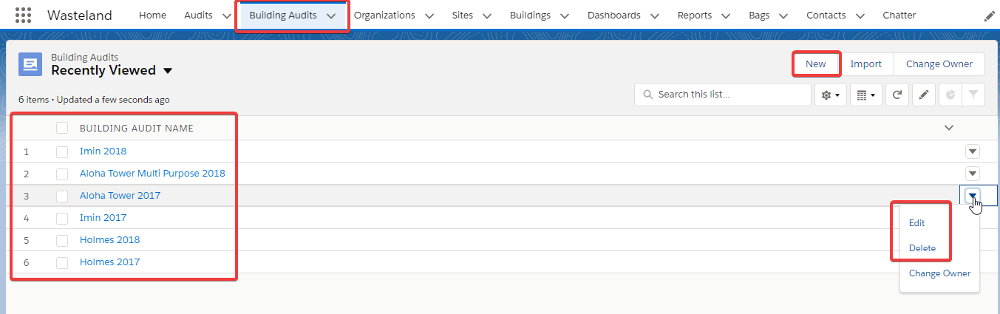 Wasteland Home Audits Building Audits Organizations Sites Buildings Dashboards Reports Bags Contacts Chatter
Building Audits
Recently Viewed
New Import Change Owner
6 items • Updated a few seconds ago
Search this list...
BUILDING AUDIT NAME
1 Imin 2018
2 Aloha Tower Multi Purpose 2018
3 Aloha Tower 2017
4 Imin 2017
5 Holmes 2018
6 Holmes 2017
Edit
Delete
Change Owner